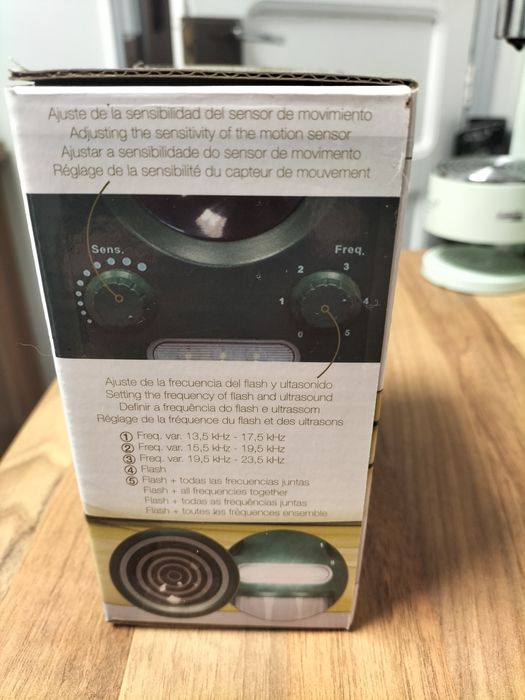 Ajuste de la sensibilidad del sensor de movimiento
Adjusting the sensitivity of the motion sensor
Ajustar a sensibilidade do sensor de movimento
Réglage de la sensibilité du capteur de mouvement
Sens.
Freq.
0 1 2 3 4 5
Ajuste de la frecuencia del flash y ultasonido
Setting the frequency of flash and ultrasound
Definir a frequência do flash e ultrassom
Réglage de la fréquence du flash et des ultrasons
1 Freq. var. 13,5 kHz - 17,5 kHz
2 Freq. var. 15,5 kHz - 19,5 kHz
3 Freq. var. 19,5 kHz - 23,5 kHz
4 Flash
5 Flash + todas las frecuencias juntas
Flash + all frequencies together
Flash + todas as frequências juntas
Flash + toutes les fréquences ensemble